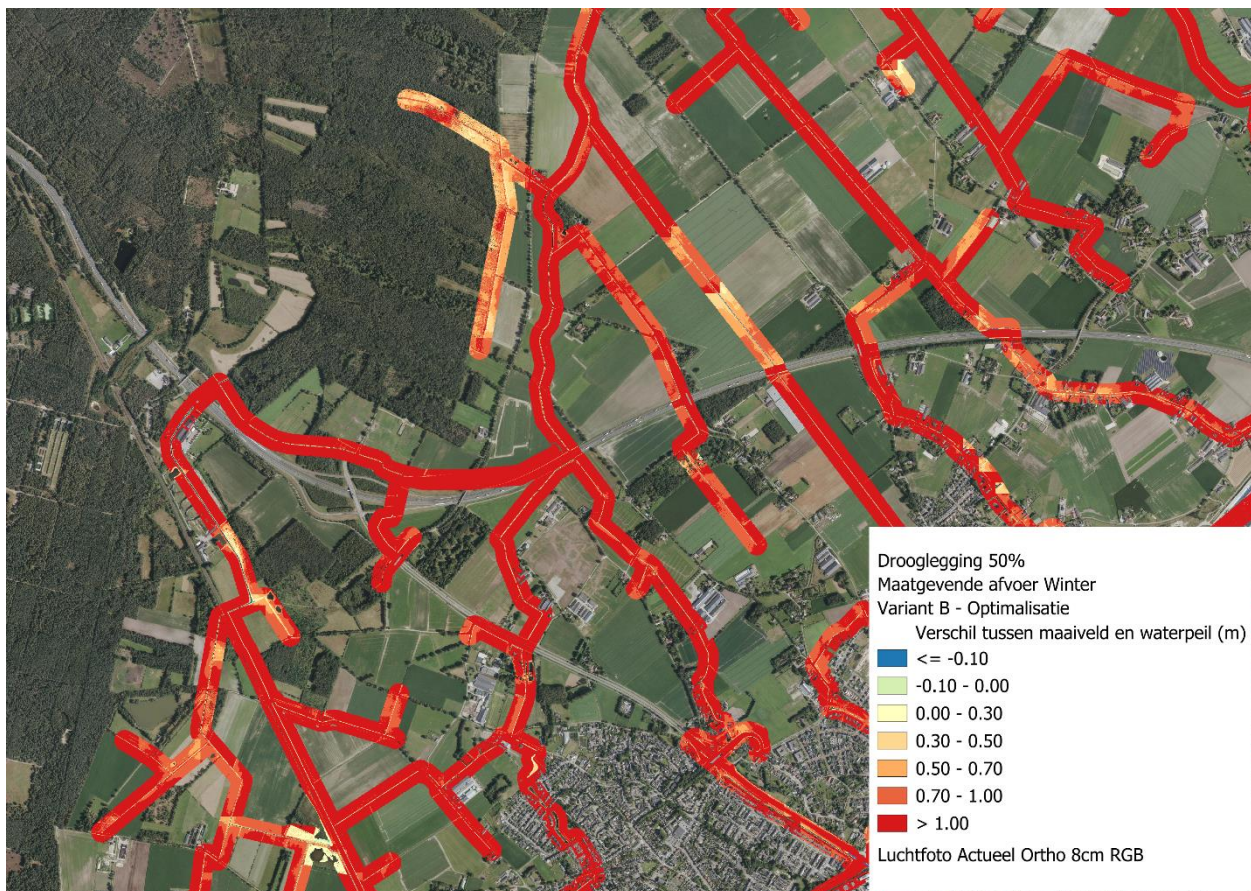 Drooglegging 50%
Maatgevende afvoer Winter
Variant B - Optimalisatie
Verschil tussen maaiveld en waterpeil (m)
<= -0.10
-0.10 - 0.00
0.00 - 0.30
0.30 - 0.50
0.50 - 0.70
0.70 - 1.00
> 1.00
Luchtfoto Actueel Ortho 8cm RGB